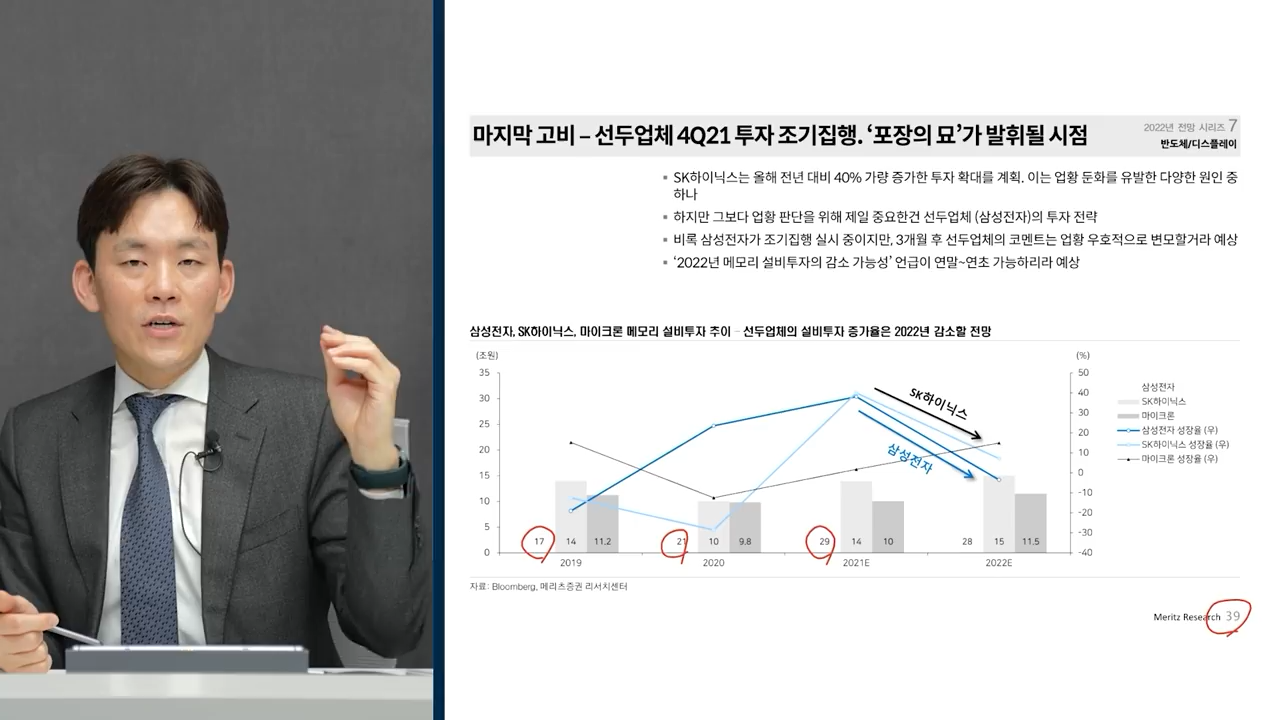 마지막 고비 – 선두업체 4Q21 투자 조기집행. ‘포장의 묘’가 발휘될 시점
2022년 전망 시리즈 7
반도체/디스플레이
▪ SK하이닉스는 올해 전년 대비 40% 가량 증가한 투자 확대를 계획. 이는 업황 둔화를 유발한 다양한 원인 중
하나
▪ 하지만 그보다 업황 판단을 위해 제일 중요한건 선두업체 (삼성전자)의 투자 전략
▪ 비록 삼성전자가 조기집행 실시 중이지만, 3개월 후 선두업체의 코멘트는 업황 우호적으로 변모할거라 예상
▪ ‘2022년 메모리 설비투자의 감소 가능성’ 언급이 연말~연초 가능하리라 예상
삼성전자, SK하이닉스, 마이크론 메모리 설비투자 추이 – 선두업체의 설비투자 증가율은 2022년 감소할 전망
(조원)
(%)
35
30
25
20
15
10
5
0
50
40
30
20
10
0
-10
-20
-30
-40
SK하이닉스
삼성전자
17 14 11.2
21 10 9.8
29 14 10
28 15 11.5
2019 2020 2021E 2022E
삼성전자
SK하이닉스
마이크론
삼성전자 성장율 (우)
SK하이닉스 성장율 (우)
마이크론 성장율 (우)
자료: Bloomberg, 메리츠증권 리서치센터
Meritz Research 39